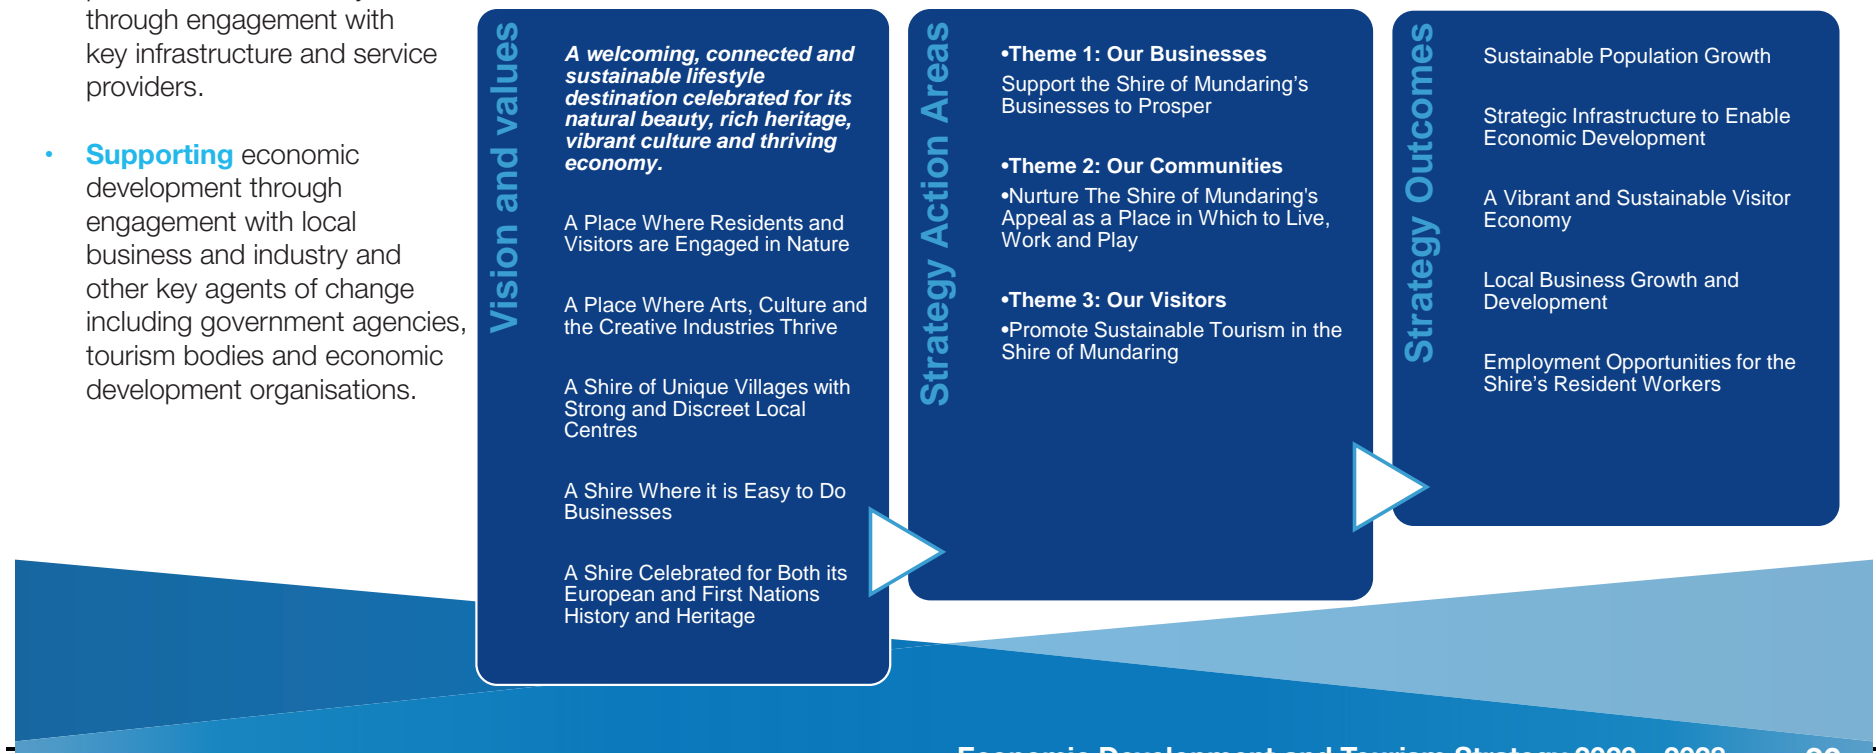 through engagement with
key infrastructure and service
providers.
• Supporting economic
development through
engagement with local
business and industry and
other key agents of change
including government agencies,
tourism bodies and economic
development organisations.
Vision and values
A welcoming, connected and
sustainable lifestyle
destination celebrated for its
natural beauty, rich heritage,
vibrant culture and thriving
economy.
A Place Where Residents and
Visitors are Engaged in Nature
A Place Where Arts, Culture and
the Creative Industries Thrive
A Shire of Unique Villages with
Strong and Discreet Local
Centres
A Shire Where it is Easy to Do
Businesses
A Shire Celebrated for Both its
European and First Nations
History and Heritage
Strategy Action Areas
•Theme 1: Our Businesses
Support the Shire of Mundaring's
Businesses to Prosper
•Theme 2: Our Communities
•Nurture The Shire of Mundaring's
Appeal as a Place in Which to Live,
Work and Play
•Theme 3: Our Visitors
•Promote Sustainable Tourism in the
Shire of Mundaring
Strategy Outcomes
Sustainable Population Growth
Strategic Infrastructure to Enable
Economic Development
A Vibrant and Sustainable Visitor
Economy
Local Business Growth and
Development
Employment Opportunities for the
Shire's Resident Workers
Economic Development and Tourism Strategy